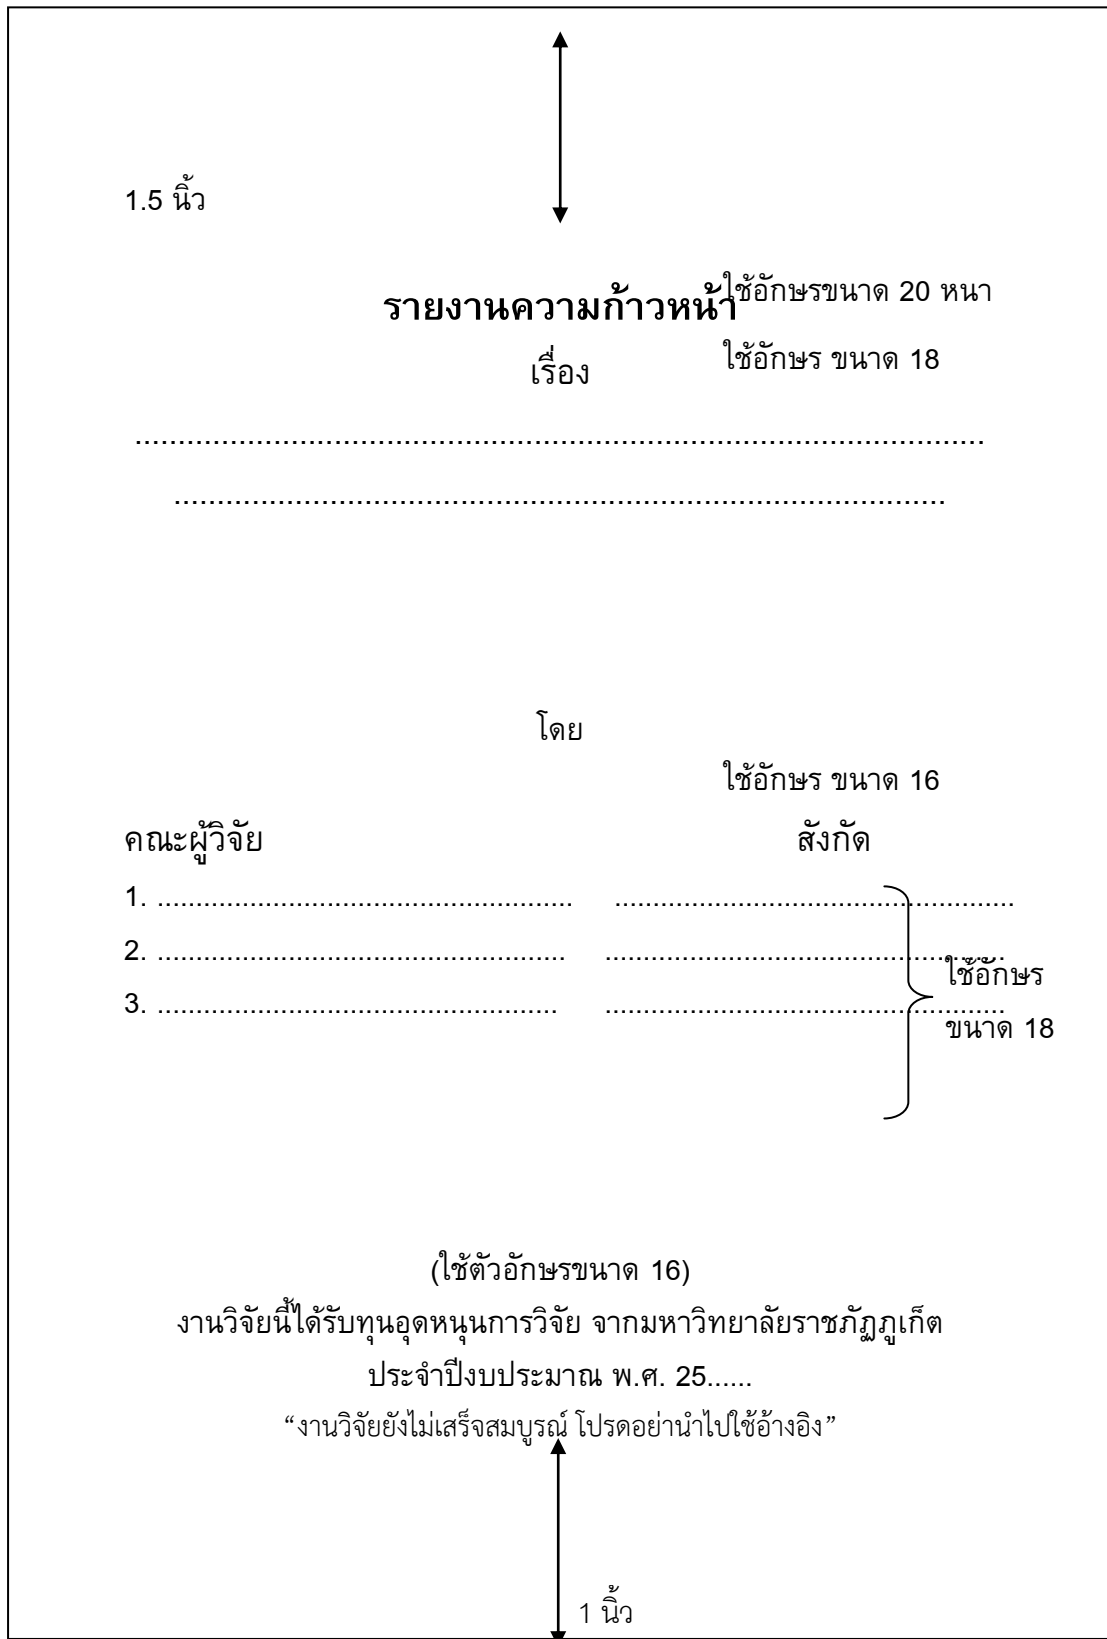 1.5 นิ้ว
ใช้อักษรขนาด 20 หนา
รายงานความก้าวหน้า
ใช้อักษร ขนาด 18
เรื่อง
....................................................................................................
...........................................................................................
โดย
ใช้อักษร ขนาด 16
คณะผู้วิจัย สังกัด
1. ...................................................... ....................................................
2. ..................................................... ....................................................
3. .................................................... ....................................................
ใช้อักษร
ขนาด 18
(ใช้ตัวอักษรขนาด 16)
งานวิจัยนี้ได้รับทุนอุดหนุนการวิจัย จากมหาวิทยาลัยราชภัฏภูเก็ต
ประจำปีงบประมาณ พ.ศ. 25......
“งานวิจัยยังไม่เสร็จสมบูรณ์ โปรดอย่านำไปใช้อ้างอิง”
1 นิ้ว